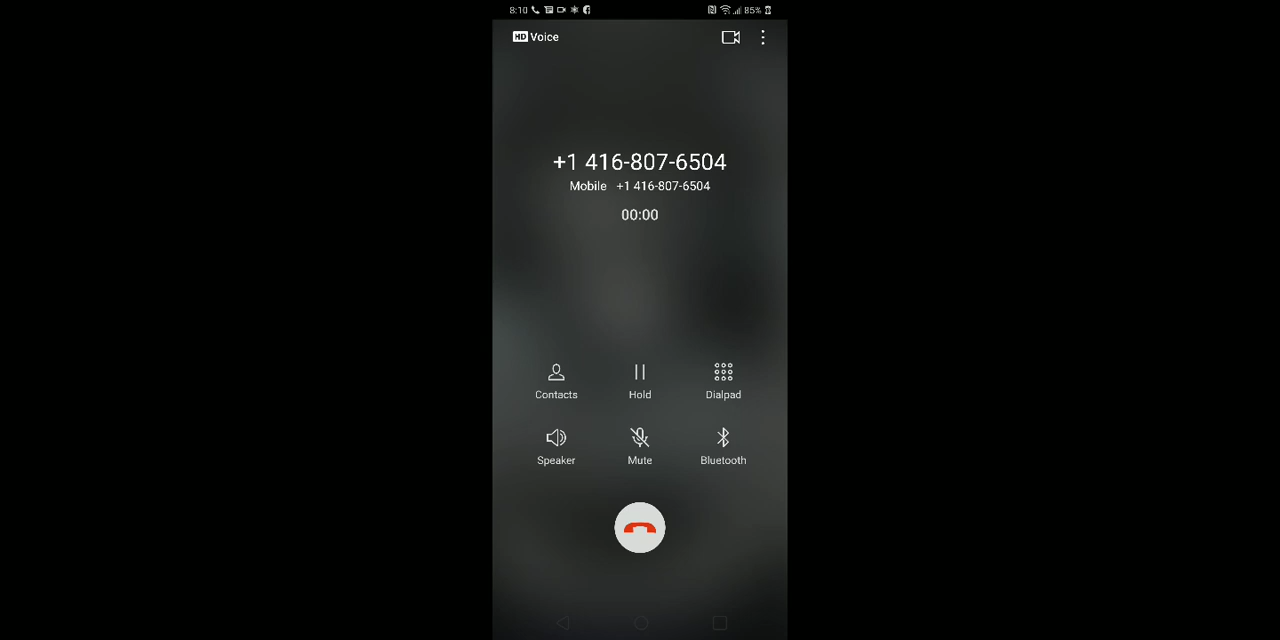 8:10 85%
HD Voice
+1 416-807-6504
Mobile +1 416-807-6504
00:00
Contacts Hold Dialpad
Speaker Mute Bluetooth